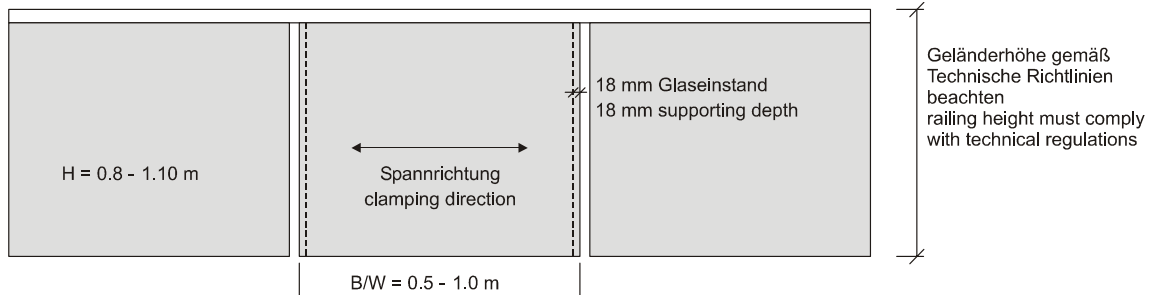 Geländerhöhe gemäß
Technische Richtlinien
beachten
railing height must comply
with technical regulations
18 mm Glaseinstand
18 mm supporting depth
H = 0.8 - 1.10 m
Spannrichtung
clamping direction
B/W = 0.5 - 1.0 m